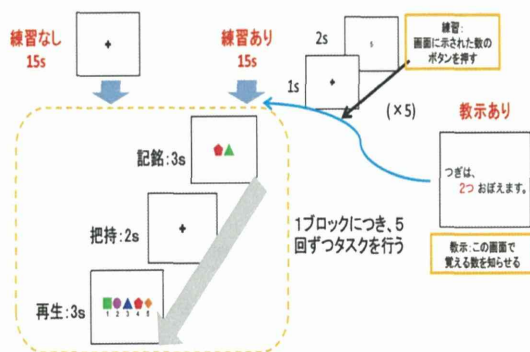 練習なし
15s
練習あり
15s
2s
5
1s
(×5)
練習:
画面に示された数の
ボタンを押す
教示あり
つぎは、
2つ おぼえます。
教示:この画面で
覚える数を知らせる
記銘:3s
把持:2s
再生:3s
1 2 3 4 5
1ブロックにつき、5
回ずつタスクを行う